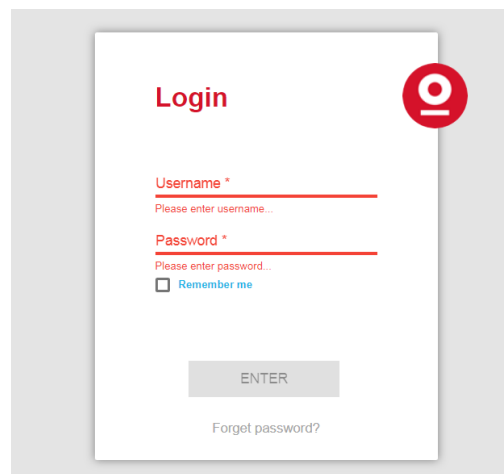 Login
Username *
Please enter username...
Password *
Please enter password...
Remember me
ENTER
Forget password?